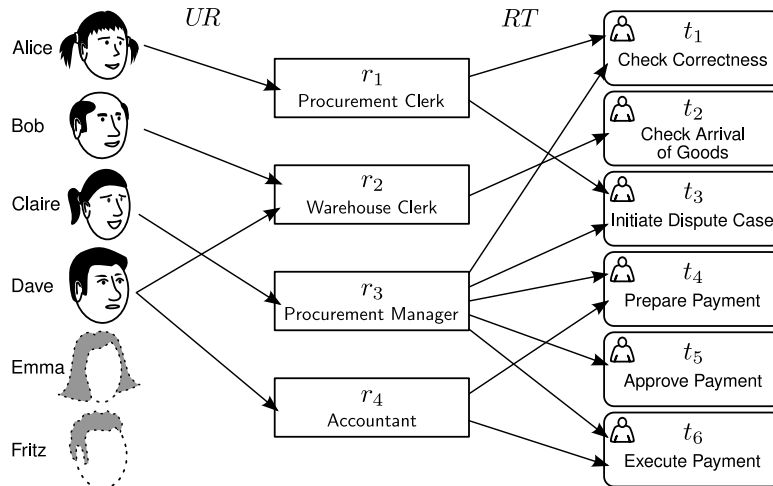 UR
RT
Alice
Bob
Claire
Dave
Emma
Fritz
r1
Procurement Clerk
r2
Warehouse Clerk
r3
Procurement Manager
r4
Accountant
t1
Check Correctness
t2
Check Arrival
of Goods
t3
Initiate Dispute Case
t4
Prepare Payment
t5
Approve Payment
t6
Execute Payment